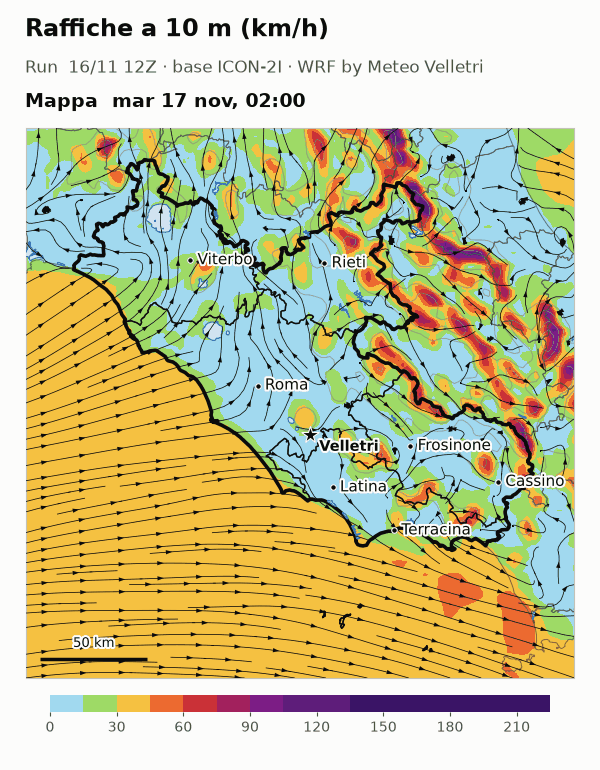 Raffiche a 10 m (km/h)
Run  16/11 12Z · base ICON-2I · WRF by Meteo Velletri
Mappa  mar 17 nov, 02:00
Viterbo
Rieti
Roma
Velletri
Frosinone
Cassino
Latina
Terracina
50 km
0 30 60 90 120 150 180 210